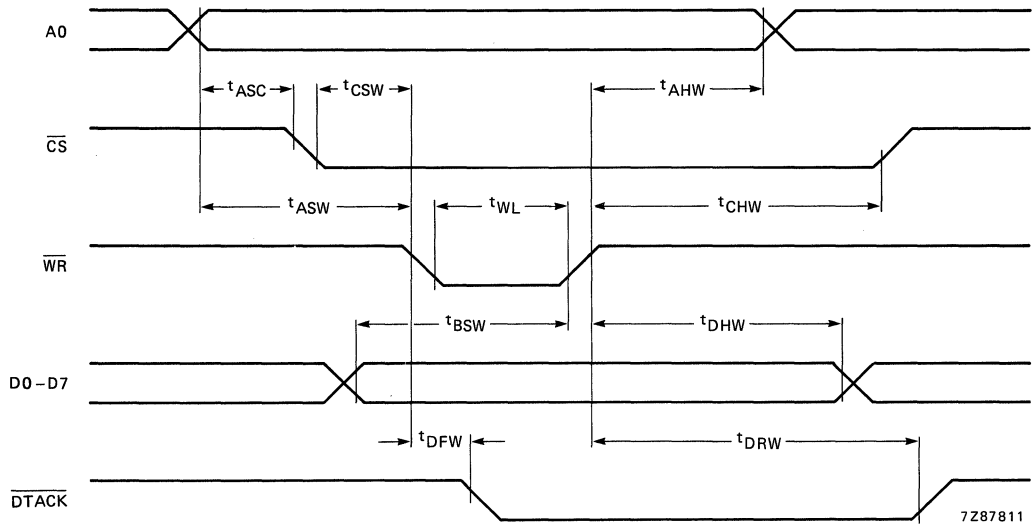 A0
tASC tCSW tAHW
CS
tASW tWL tCHW
WR
tBSW tDHW
D0–D7
tDFW tDRW
DTACK
7Z87811